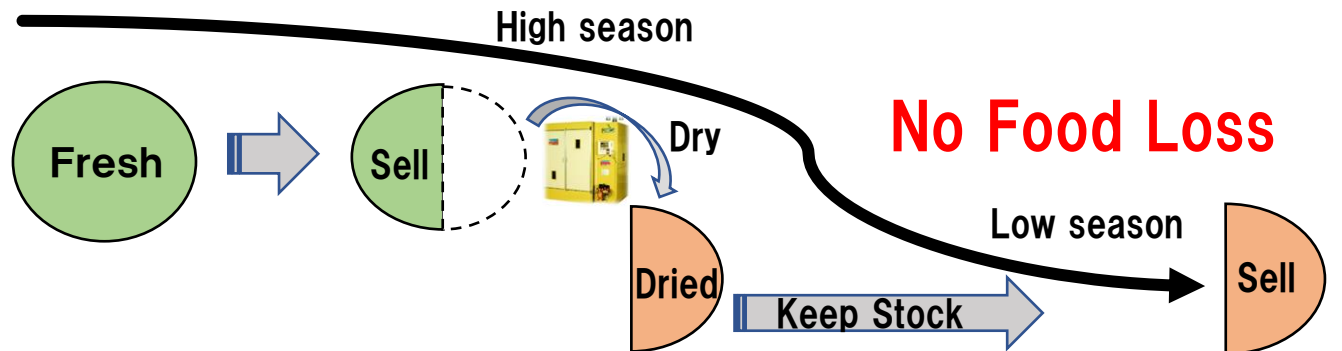 High season
No Food Loss
Fresh
Sell
Dry
Low season
Dried
Keep Stock
Sell